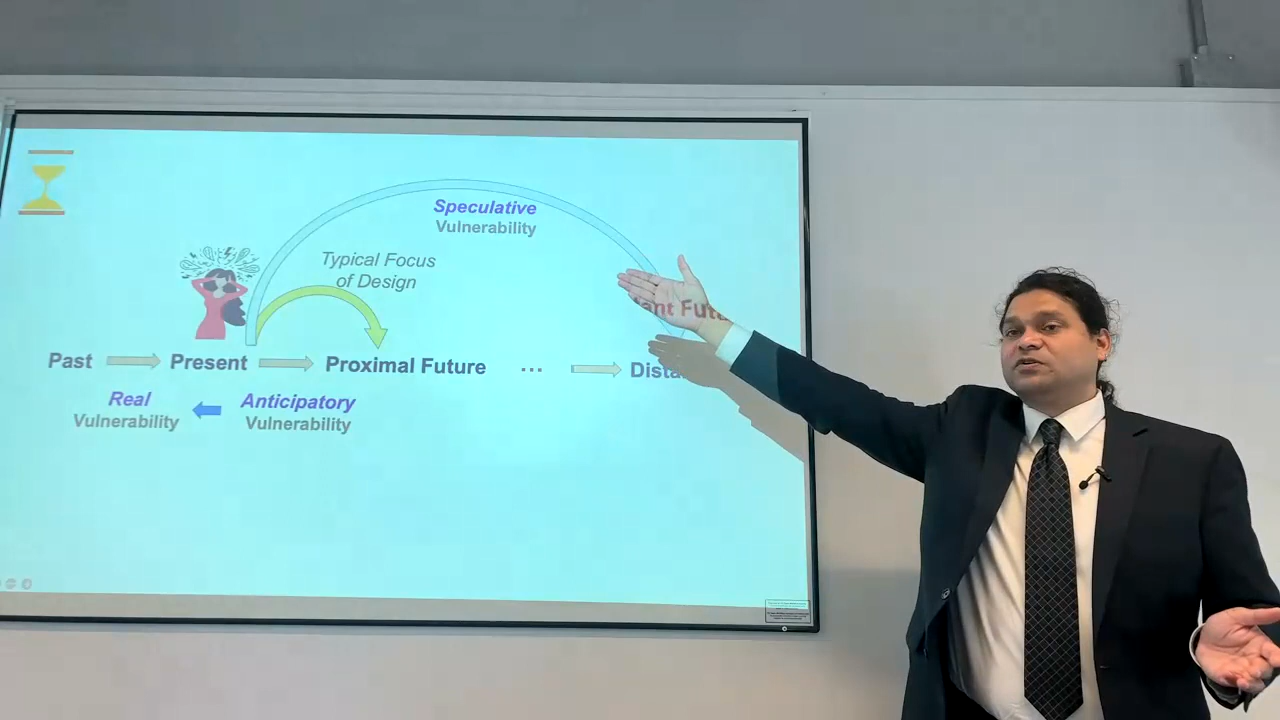 Speculative
Vulnerability
Typical Focus
of Design
Past
Present
Proximal Future
...
Real
Vulnerability
Anticipatory
Vulnerability